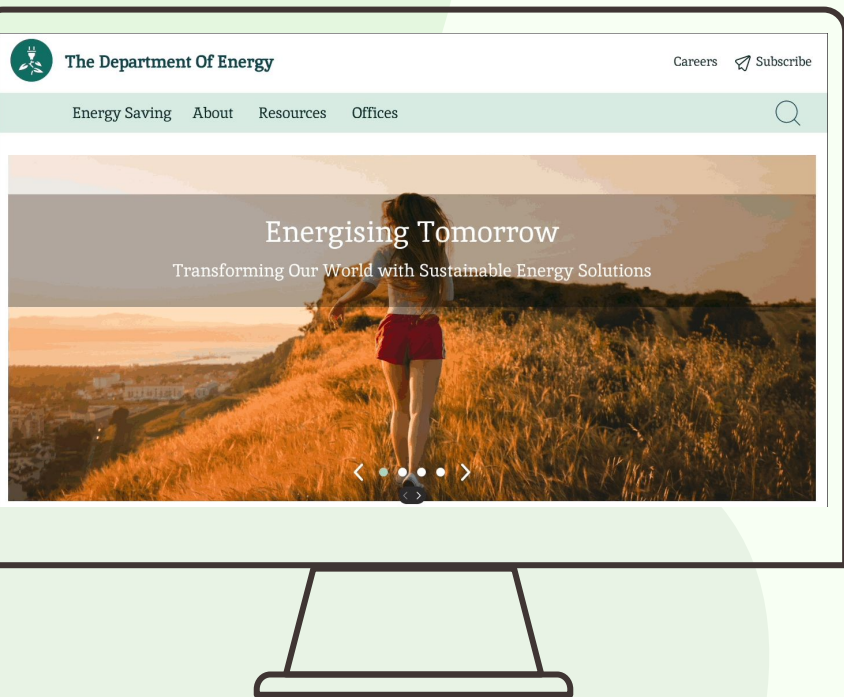 The Department Of Energy
Careers
Subscribe
Energy Saving About Resources Offices
Energising Tomorrow
Transforming Our World with Sustainable Energy Solutions